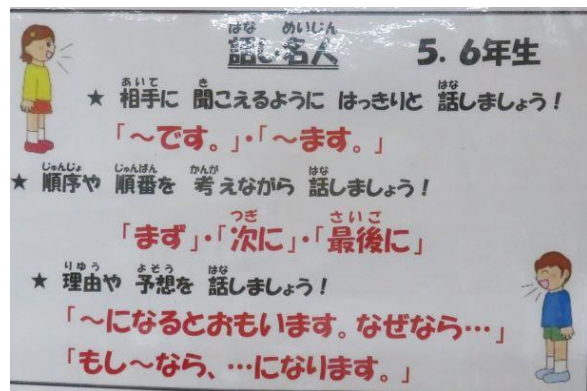 話し名人 5．6年生
★ 相手に 聞こえるように はっきりと 話しましょう！
「～です。」・「～ます。」
★ 順序や 順番を 考えながら 話しましょう！
「まず」・「次に」・「最後に」
★ 理由や 予想を 話しましょう！
「～になるとおもいます。なぜなら…」
「もし～なら、…になります。」